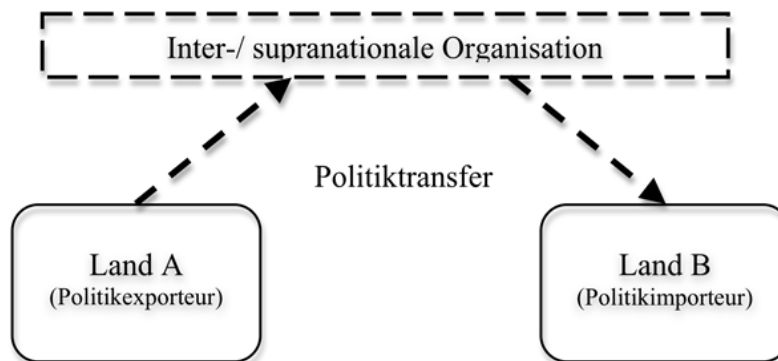 Inter-/ supranationale Organisation
Politiktransfer
Land A
(Politikexporteur)
Land B
(Politikimporteur)